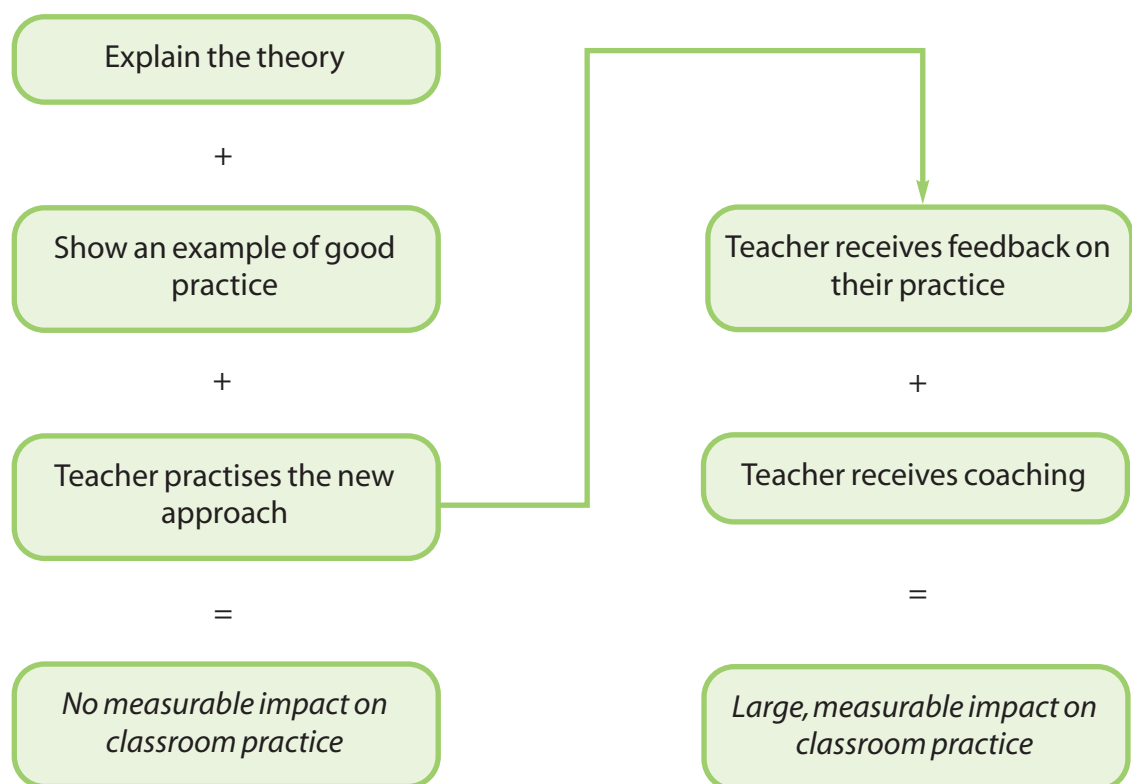 Explain the theory
+
Show an example of good
practice
+
Teacher practises the new
approach
=
No measurable impact on
classroom practice
Teacher receives feedback on
their practice
+
Teacher receives coaching
=
Large, measurable impact on
classroom practice